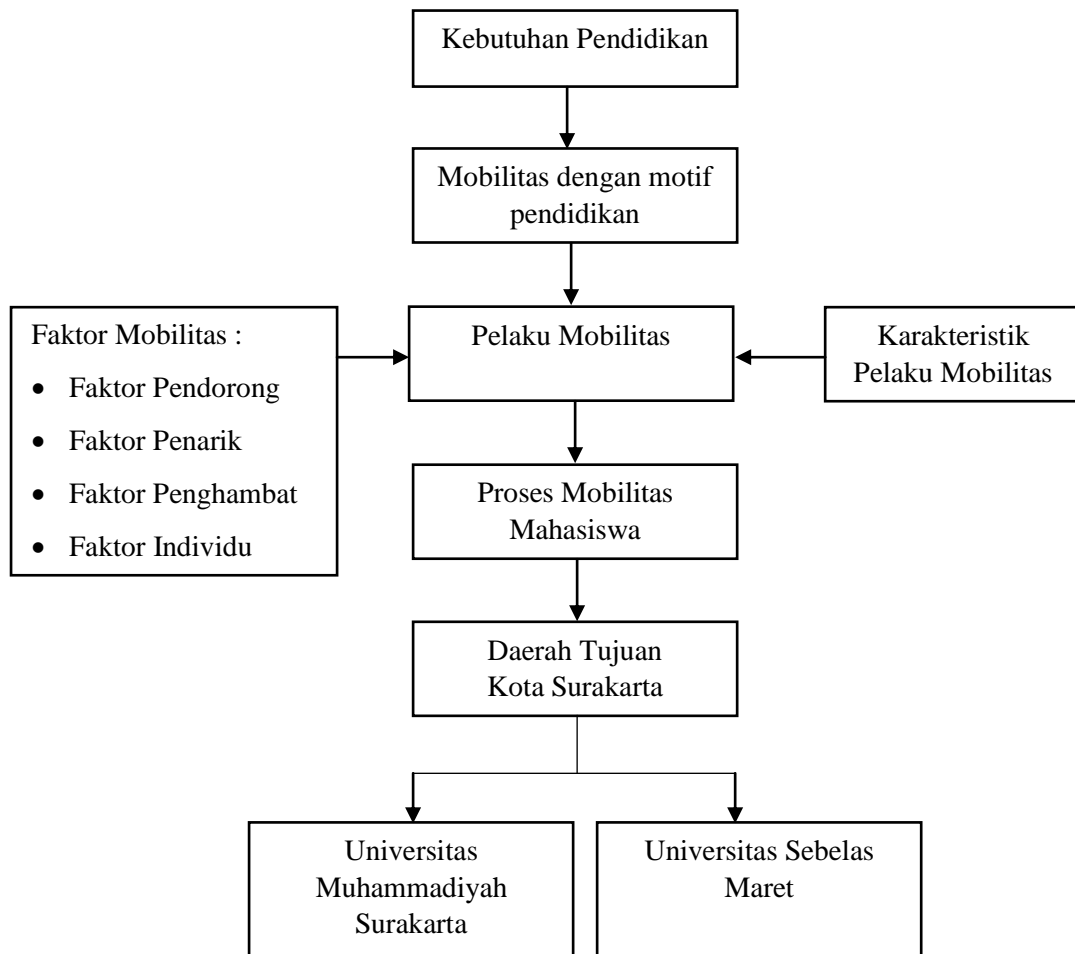 Kebutuhan Pendidikan
Mobilitas dengan motif
pendidikan
Faktor Mobilitas :
• Faktor Pendorong
• Faktor Penarik
• Faktor Penghambat
• Faktor Individu
Pelaku Mobilitas
Karakteristik
Pelaku Mobilitas
Proses Mobilitas
Mahasiswa
Daerah Tujuan
Kota Surakarta
Universitas
Muhammadiyah
Surakarta
Universitas Sebelas
Maret